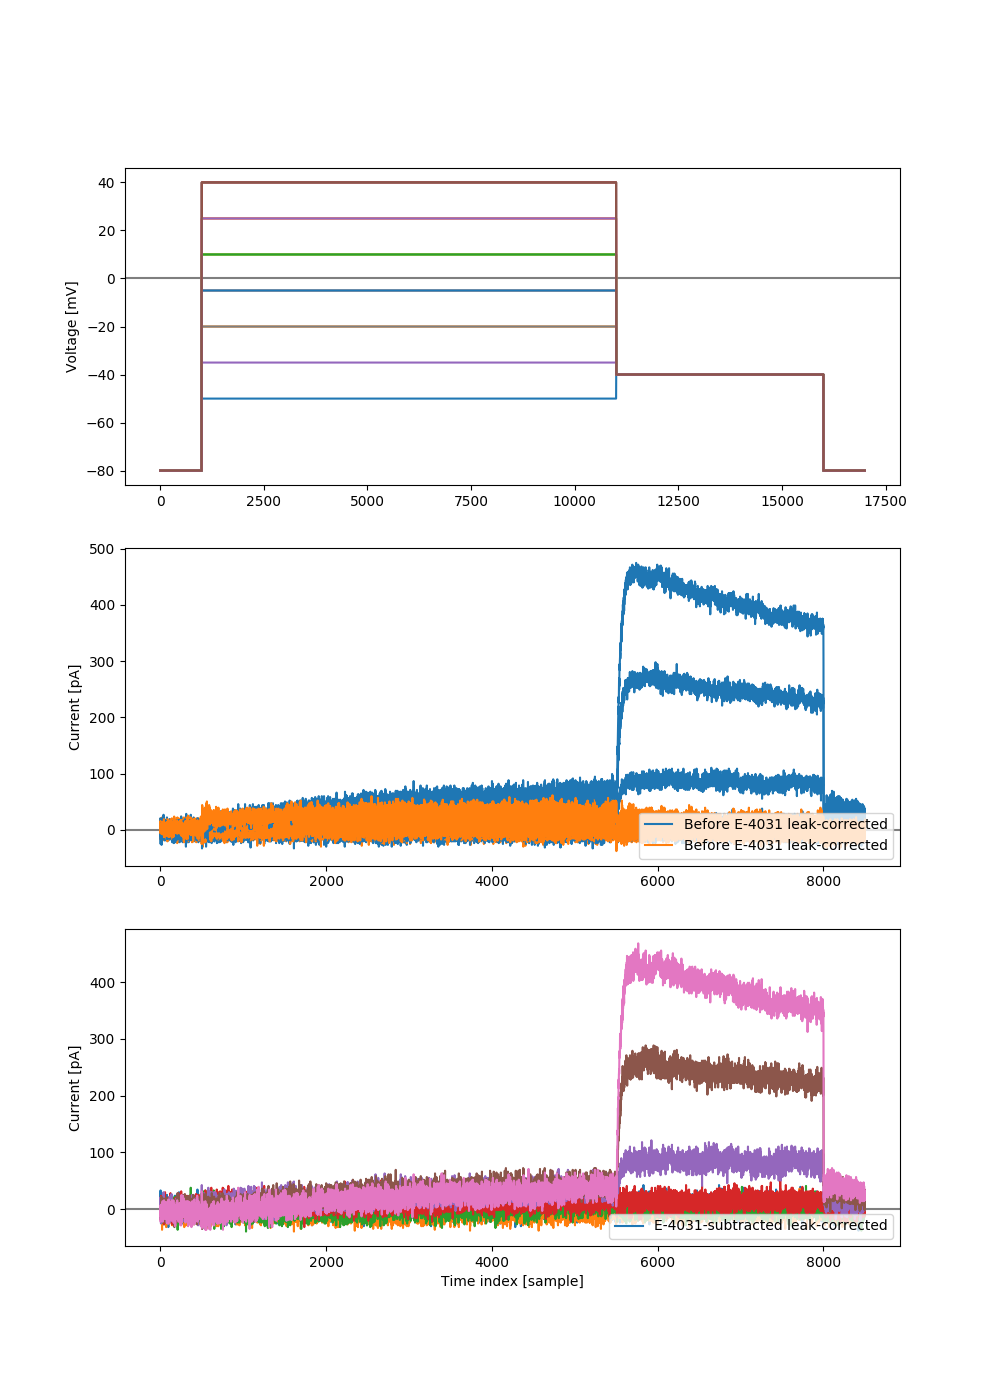 40
20
0
−20
−40
−60
−80
Voltage [mV]
0 2500 5000 7500 10000 12500 15000 17500
500
400
300
200
100
0
Current [pA]
Before E-4031 leak-corrected
Before E-4031 leak-corrected
0 2000 4000 6000 8000
400
300
200
100
0
Current [pA]
E-4031-subtracted leak-corrected
0 2000 4000 6000 8000
Time index [sample]